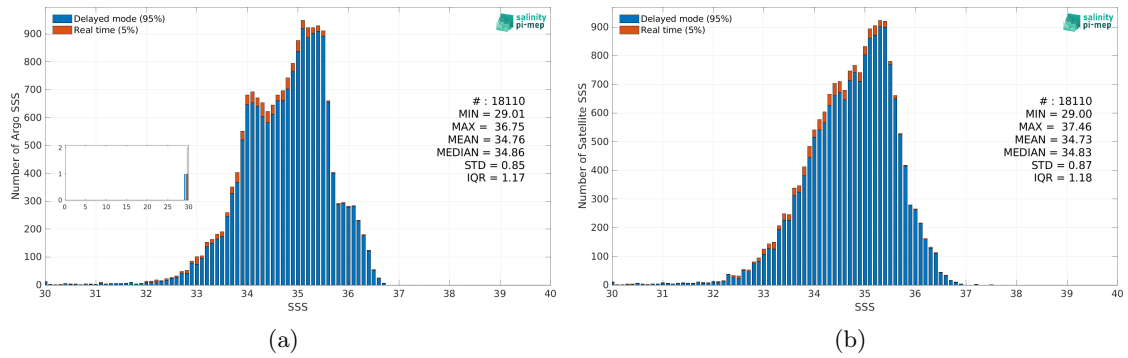 Delayed mode (95%)
Real time (5%)
salinity
pi-mep
Number of Argo SSS
900
800
700
600
500
400
300
200
100
0
# : 18110
MIN = 29.01
MAX = 36.75
MEAN = 34.76
MEDIAN = 34.86
STD = 0.85
IQR = 1.17
2
1
0
0 5 10 15 20 25 30
30 31 32 33 34 35 36 37 38 39 40
SSS
(a)
Delayed mode (95%)
Real time (5%)
salinity
pi-mep
Number of Satellite SSS
900
800
700
600
500
400
300
200
100
0
# : 18110
MIN = 29.00
MAX = 37.46
MEAN = 34.73
MEDIAN = 34.83
STD = 0.87
IQR = 1.18
30 31 32 33 34 35 36 37 38 39 40
SSS
(b)